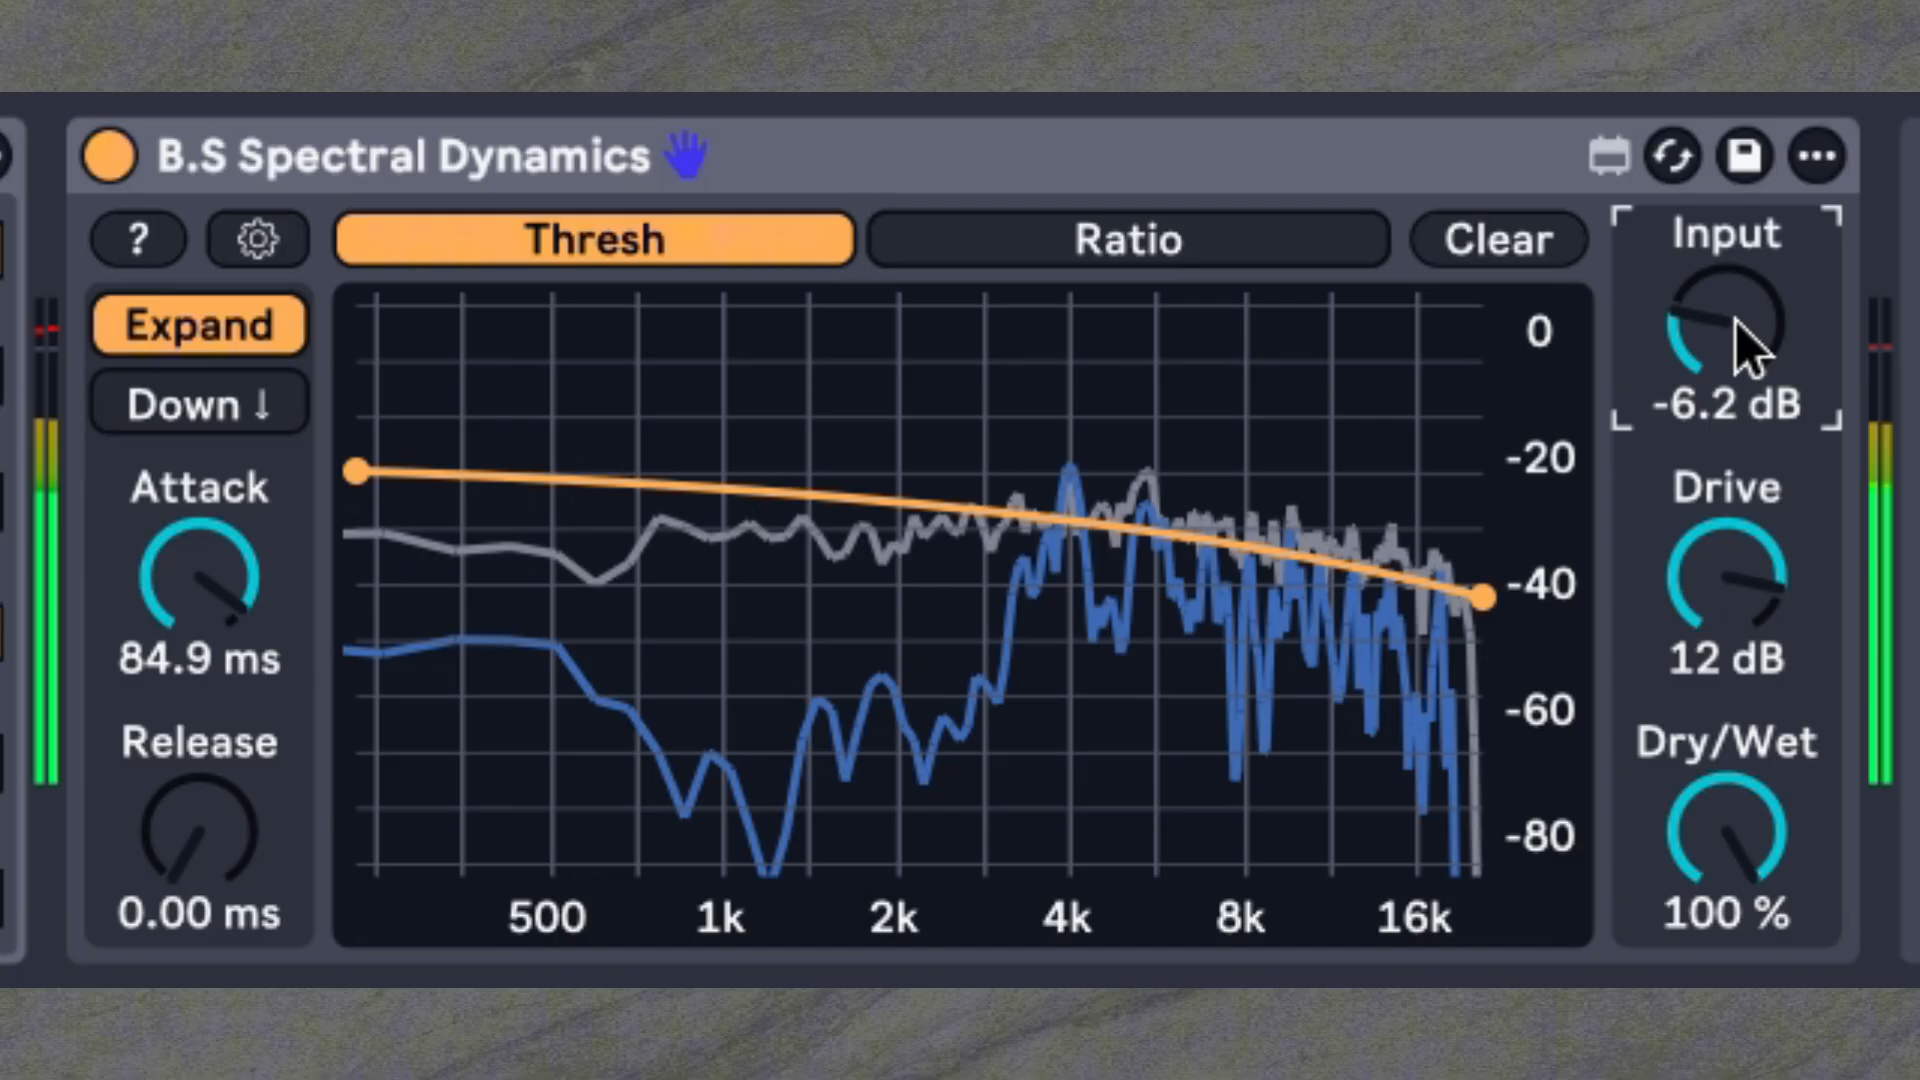 B.S Spectral Dynamics
?
Thresh
Ratio
Clear
Input
-6.2 dB
Expand
Down ↓
Attack
84.9 ms
Release
0.00 ms
0
-20
-40
-60
-80
500
1k
2k
4k
8k
16k
Drive
12 dB
Dry/Wet
100 %